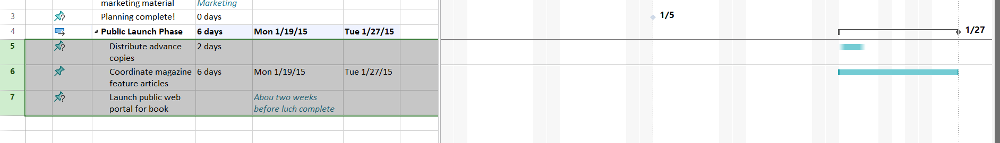 marketing material Marketing
3 Planning complete! 0 days 1/5
4 Public Launch Phase 6 days Mon 1/19/15 Tue 1/27/15 1/27
5 Distribute advance 2 days
copies
6 Coordinate magazine 6 days Mon 1/19/15 Tue 1/27/15
feature articles
7 Launch public web Abou two weeks
portal for book before luch complete